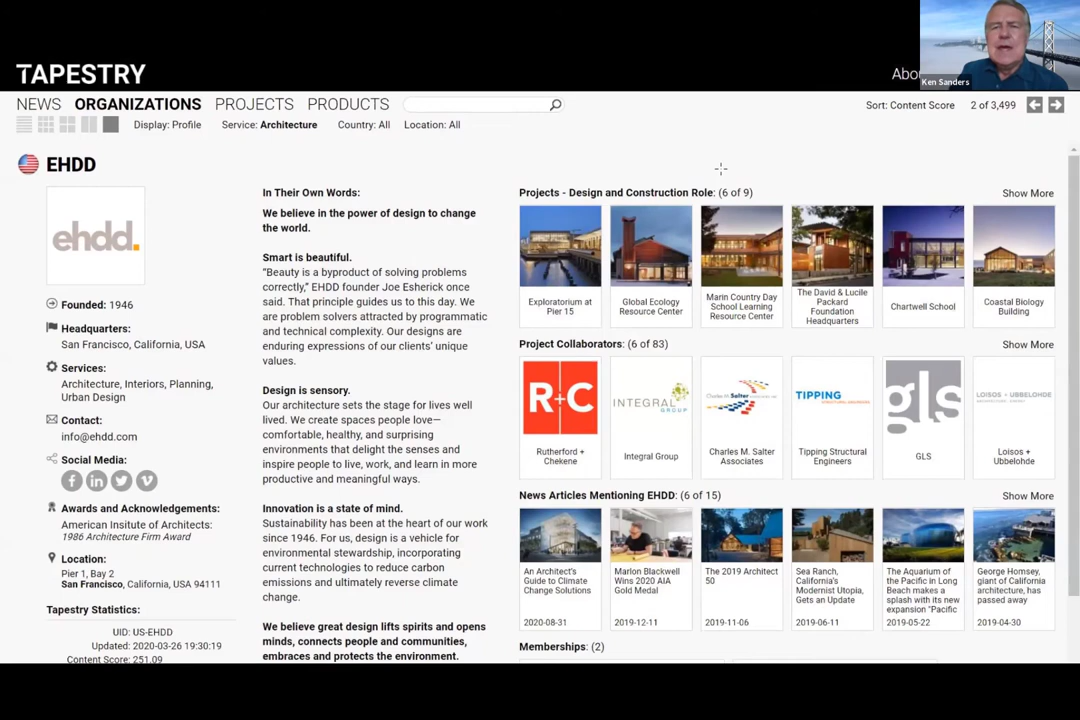 Ken Sanders
TAPESTRY
Abo
NEWS ORGANIZATIONS PROJECTS PRODUCTS
Sort: Content Score 2 of 3,499
Display: Profile Service: Architecture Country: All Location: All
EHDD
ehdd.
Founded: 1946
Headquarters:
San Francisco, California, USA
Services:
Architecture, Interiors, Planning,
Urban Design
Contact:
info@ehdd.com
Social Media:
Awards and Acknowledgements:
American Insitute of Architects:
1986 Architecture Firm Award
Location:
Pier 1, Bay 2
San Francisco, California, USA 94111
Tapestry Statistics:
UID: US-EHDD
Updated: 2020-03-26 19:30:19
Content Score: 251.09
In Their Own Words:
We believe in the power of design to change
the world.
Smart is beautiful.
“Beauty is a byproduct of solving problems
correctly,” EHDD founder Joe Esherick once
said. That principle guides us to this day. We
are problem solvers attracted by programmatic
and technical complexity. Our designs are
enduring expressions of our clients’ unique
values.
Design is sensory.
Our architecture sets the stage for lives well
lived. We create spaces people love—
comfortable, healthy, and surprising
environments that delight the senses and
inspire people to live, work, and learn in more
productive and meaningful ways.
Innovation is a state of mind.
Sustainability has been at the heart of our work
since 1946. For us, design is a vehicle for
environmental stewardship, incorporating
current technologies to reduce carbon
emissions and ultimately reverse climate
change.
We believe great design lifts spirits and opens
minds, connects people and communities,
embraces and protects the environment.
Projects - Design and Construction Role: (6 of 9) Show More
Exploratorium at
Pier 15
Global Ecology
Resource Center
Marin Country Day
School Learning
Resource Center
The David & Lucile
Packard
Foundation
Headquarters
Chartwell School
Coastal Biology
Building
Project Collaborators: (6 of 83) Show More
R+C
Rutherford +
Chekene
INTEGRAL
GROUP
Integral Group
Charles M. Salter
Charles M. Salter
Associates
TIPPING
Tipping Structural
Engineers
gls
GLS
LOISOS + UBBELOHDE
Loisos +
Ubbelohde
News Articles Mentioning EHDD: (6 of 15) Show More
An Architect's
Guide to Climate
Change Solutions
2020-08-31
Marlon Blackwell
Wins 2020 AIA
Gold Medal
2019-12-11
The 2019 Architect
50
2019-11-06
Sea Ranch,
California's
Modernist Utopia,
Gets an Update
2019-06-11
The Aquarium of
the Pacific in Long
Beach makes a
splash with its new
expansion "Pacific
2019-05-22
George Homsey,
giant of California
architecture, has
passed away
2019-04-30
Memberships: (2)